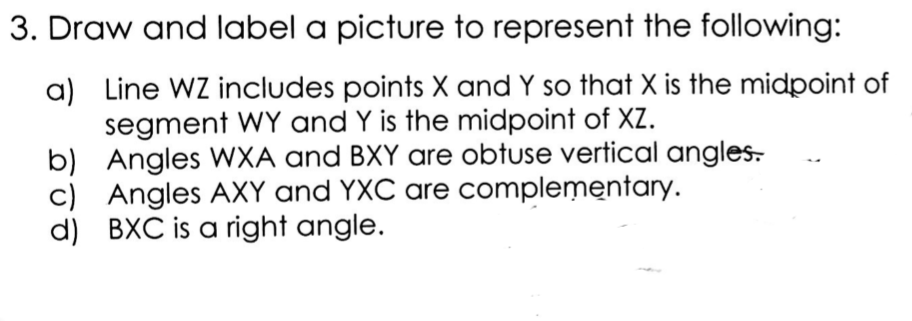 3. Draw and label a picture to represent the following:
a) Line WZ includes points X and Y so that X is the midpoint of
segment WY and Y is the midpoint of XZ.
b) Angles WXA and BXY are obtuse vertical angles.
c) Angles AXY and YXC are complementary.
d) BXC is a right angle.